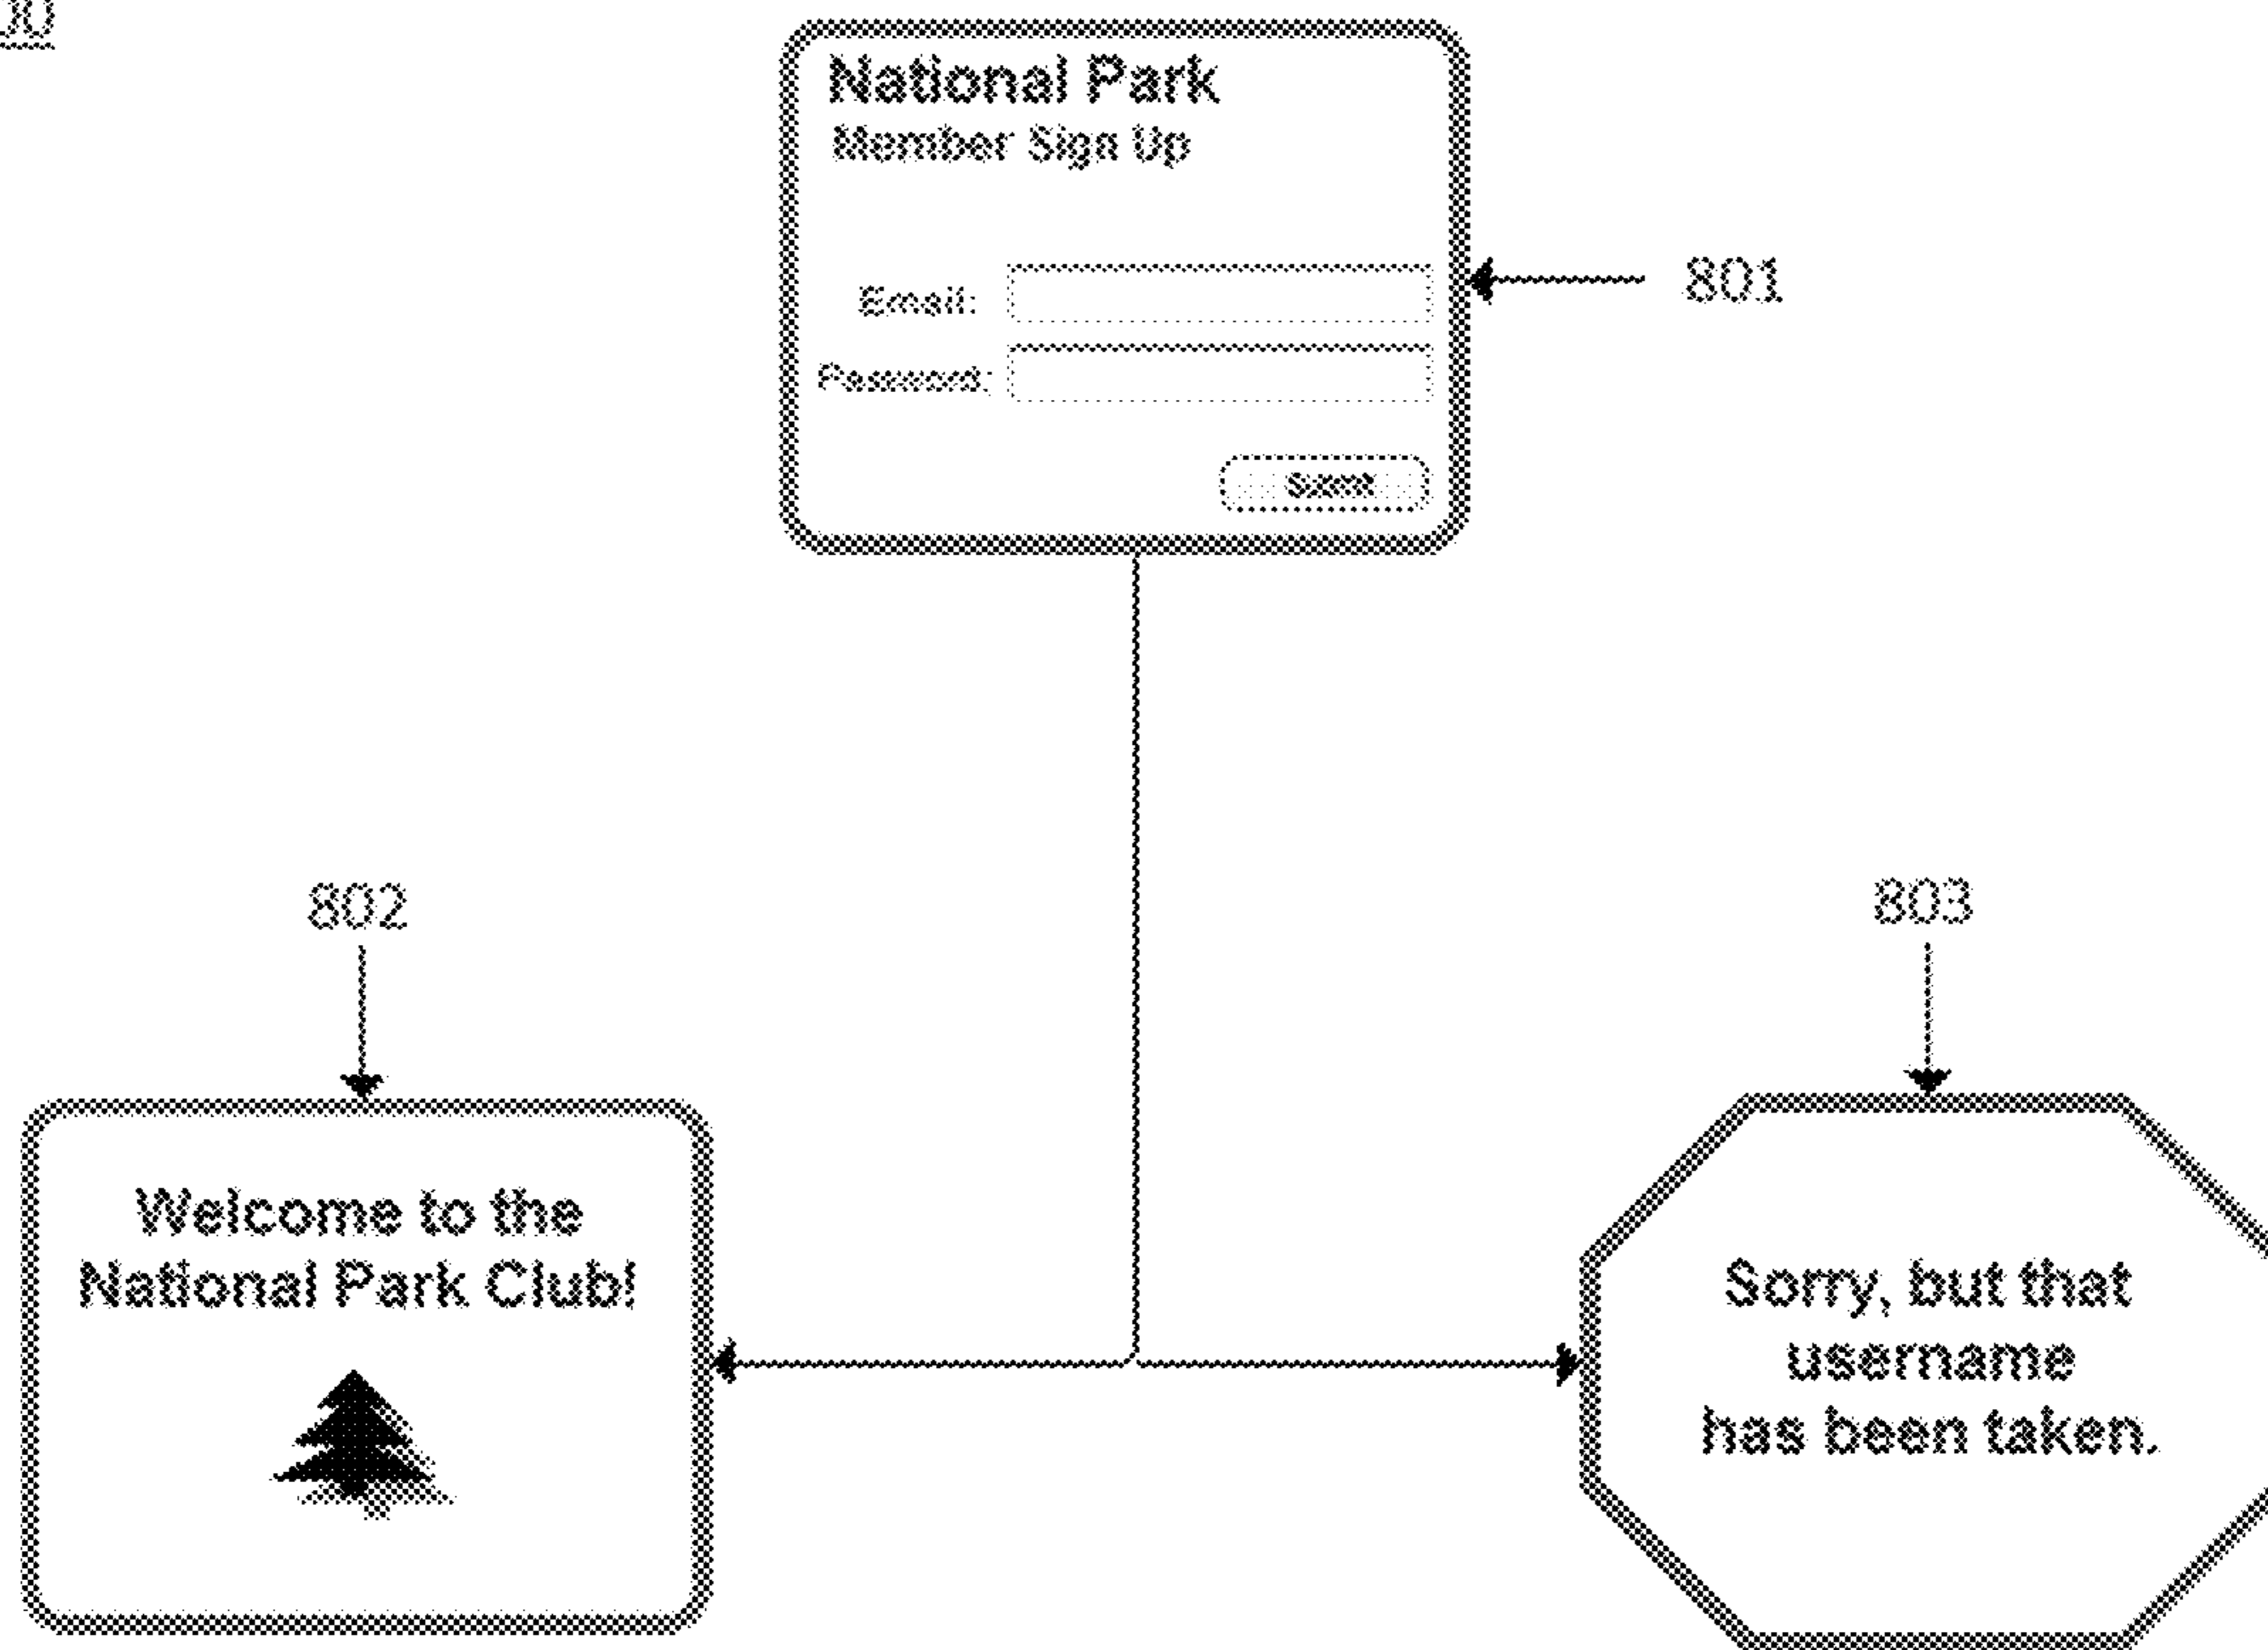 National Park
Member Sign Up
801
Email:
Password:
Submit
802
803
Welcome to the
National Park Club!
Sorry, but that
username
has been taken.